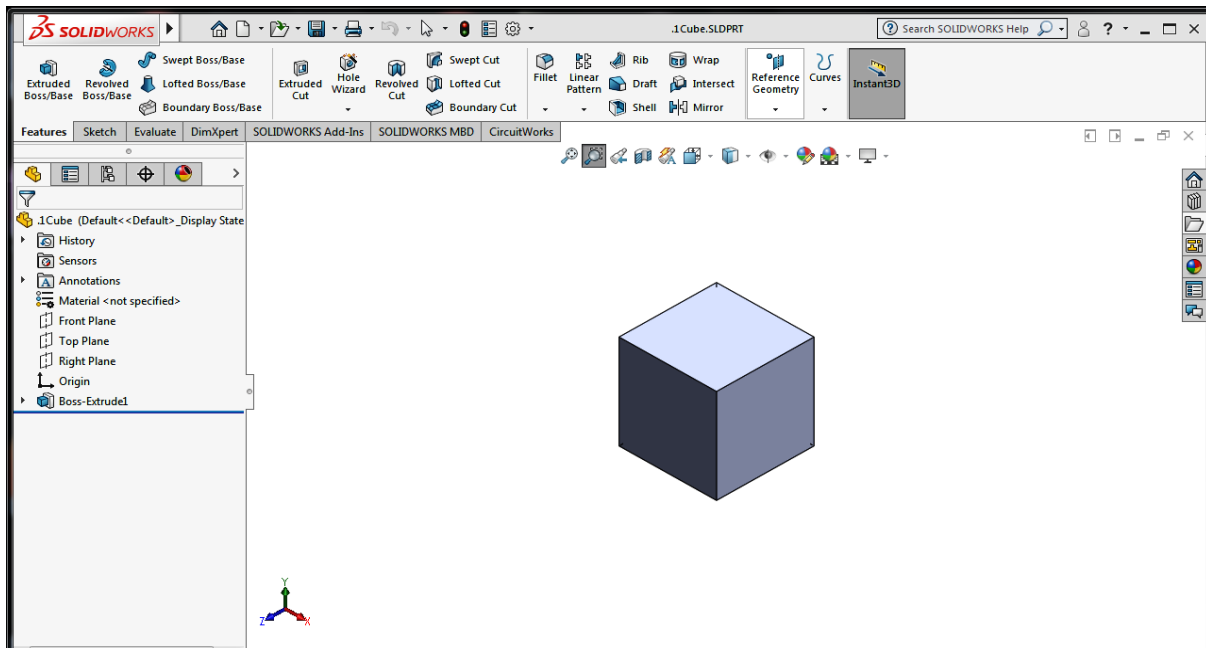 SOLIDWORKS
.1Cube.SLDPRT
Search SOLIDWORKS Help
?
Extruded Boss/Base
Revolved Boss/Base
Swept Boss/Base
Lofted Boss/Base
Boundary Boss/Base
Extruded Cut
Hole Wizard
Revolved Cut
Swept Cut
Lofted Cut
Boundary Cut
Fillet
Linear Pattern
Rib
Draft
Shell
Wrap
Intersect
Mirror
Reference Geometry
Curves
Instant3D
Features
Sketch
Evaluate
DimXpert
SOLIDWORKS Add-Ins
SOLIDWORKS MBD
CircuitWorks
.1Cube (Default<<Default>_Display State
History
Sensors
Annotations
Material <not specified>
Front Plane
Top Plane
Right Plane
Origin
Boss-Extrude1
Y
Z
X